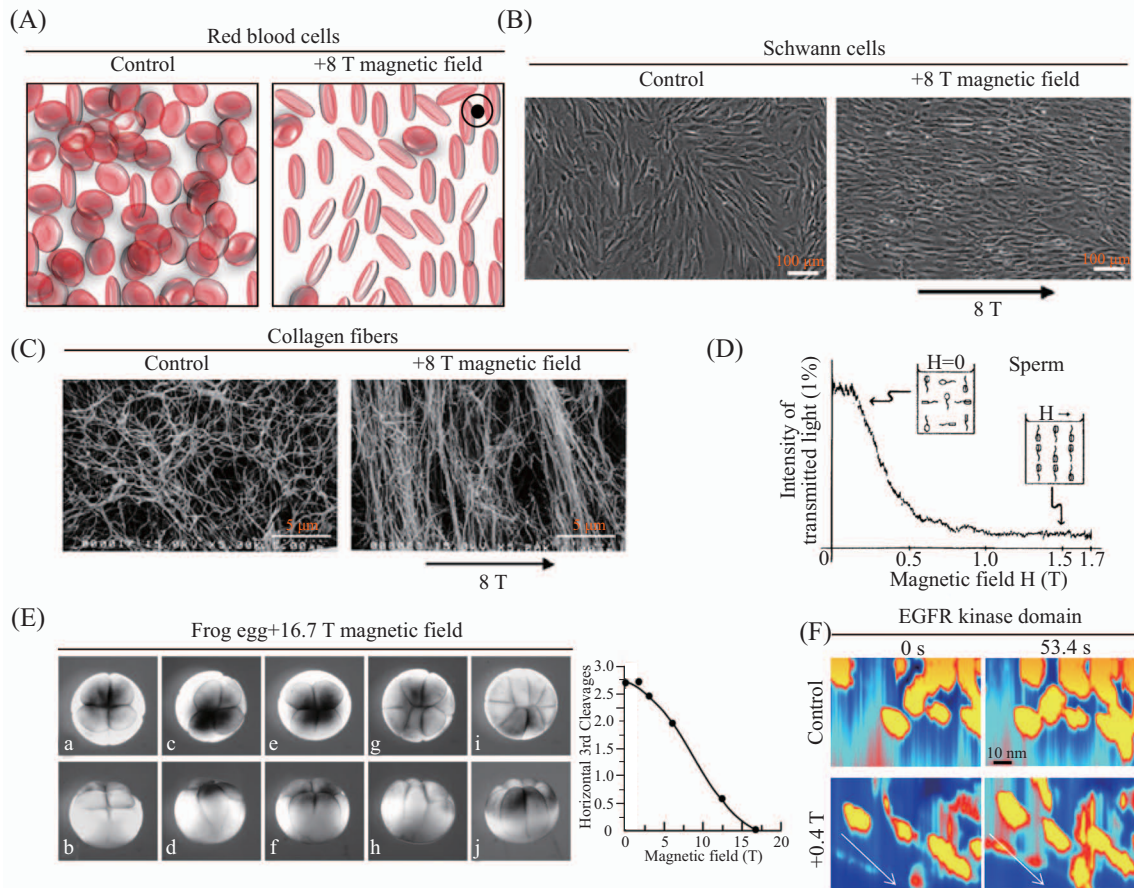 (A)
Red blood cells
Control
+8 T magnetic field
(B)
Schwann cells
Control
+8 T magnetic field
100 μm
100 μm
8 T
(C)
Collagen fibers
Control
+8 T magnetic field
5 μm
5 μm
8 T
(D)
Intensity of
transmitted light (1%)
H=0
Sperm
H →
0
0.5
1.0
1.5
1.7
Magnetic field H (T)
(E)
Frog egg+16.7 T magnetic field
a
c
e
g
i
b
d
f
h
j
Horizontal 3rd Cleavages
3.0
2.5
2.0
1.5
1.0
0.5
0
0
5
10
15
20
Magnetic field (T)
(F)
EGFR kinase domain
0 s
53.4 s
Control
10 nm
+0.4 T